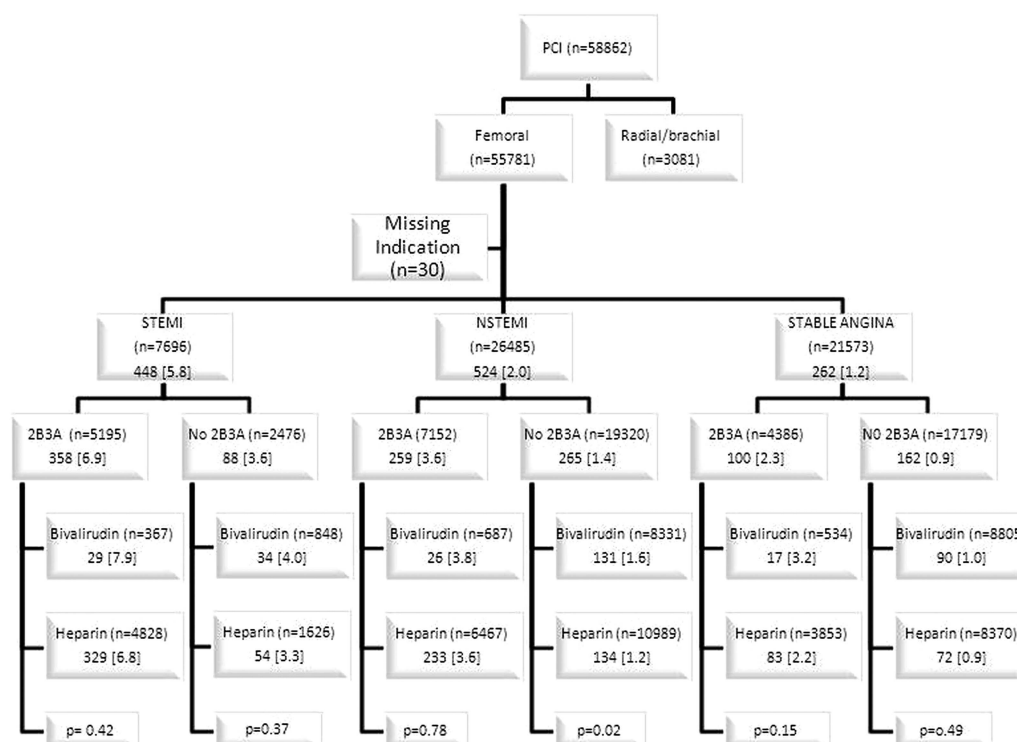 PCI (n=58862)
Femoral
(n=55781)
Radial/brachial
(n=3081)
Missing
Indication
(n=30)
STEMI
(n=7696)
448 [5.8]
NSTEMI
(n=26485)
524 [2.0]
STABLE ANGINA
(n=21573)
262 [1.2]
2B3A (n=5195)
358 [6.9]
No 2B3A (n=2476)
88 [3.6]
2B3A (7152)
259 [3.6]
No 2B3A (n=19320)
265 [1.4]
2B3A (n=4386)
100 [2.3]
N0 2B3A (n=17179)
162 [0.9]
Bivalirudin (n=367)
29 [7.9]
Bivalirudin (n=848)
34 [4.0]
Bivalirudin (n=687)
26 [3.8]
Bivalirudin (n=8331)
131 [1.6]
Bivalirudin (n=534)
17 [3.2]
Bivalirudin (n=8805
90 [1.0]
Heparin (n=4828)
329 [6.8]
Heparin (n=1626)
54 [3.3]
Heparin (n=6467)
233 [3.6]
Heparin (n=10989)
134 [1.2]
Heparin (n=3853)
83 [2.2]
Heparin (n=8370)
72 [0.9]
p= 0.42
p=0.37
p=0.78
p=0.02
p=0.15
p=o.49